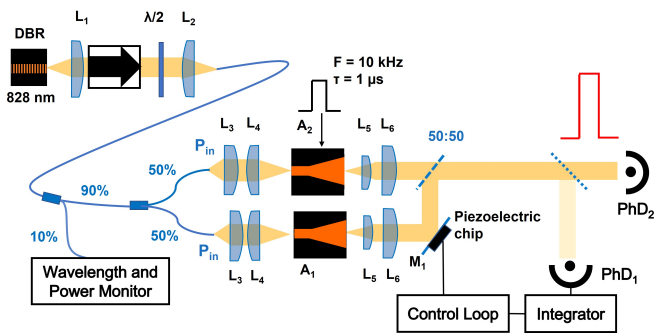 L₁
λ/2
L₂
DBR
828 nm
F = 10 kHz
τ = 1 µs
L₃
L₄
A₂
L₅
L₆
50:50
Pᵢₙ
50%
90%
10%
50%
Pᵢₙ
PhD₂
Piezoelectric
chip
M₁
L₃
L₄
A₁
L₅
L₆
PhD₁
Wavelength and
Power Monitor
Control Loop
Integrator